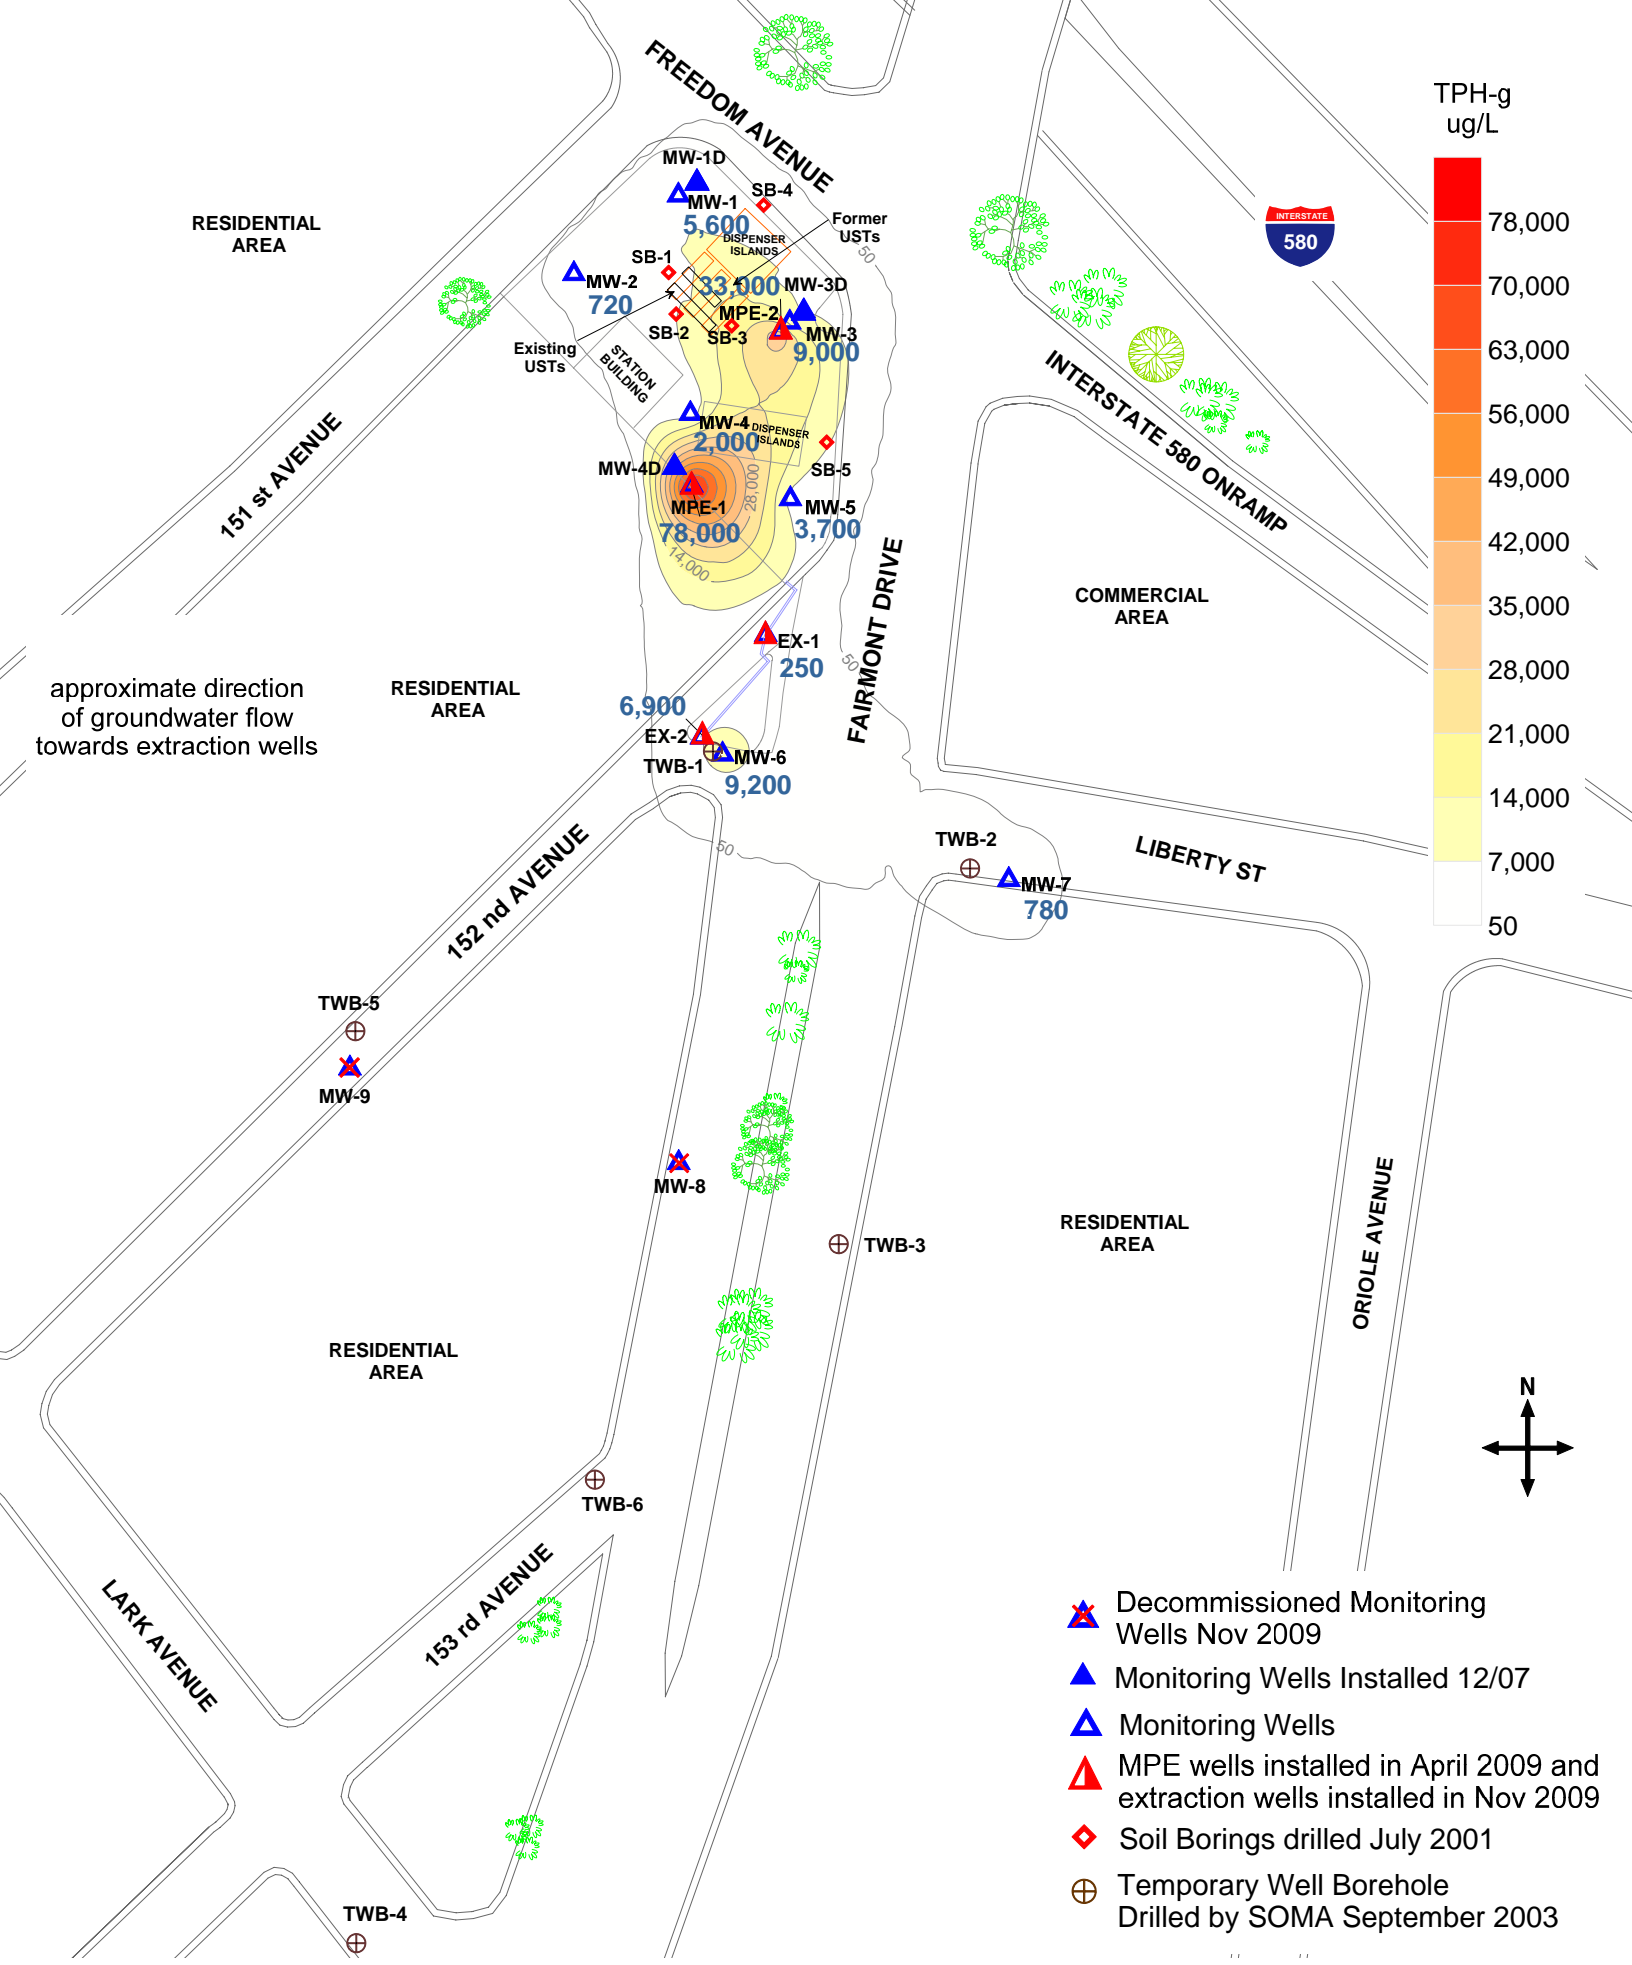 FREEDOM AVENUE
TPH-g
ug/L
MW-1D
MW-1
5,600
SB-4
Former
USTs
DISPENSER
ISLANDS
50
RESIDENTIAL
AREA
INTERSTATE
580
78,000
70,000
63,000
56,000
49,000
42,000
35,000
28,000
21,000
14,000
7,000
50
SB-1
MW-2
720
33,000
MW-3D
MPE-2
MW-3
9,000
SB-2
SB-3
Existing
USTs
STATION
BUILDING
INTERSTATE 580 ONRAMP
151 st AVENUE
MW-4
2,000
DISPENSER
ISLANDS
SB-5
MW-4D
28,000
MPE-1
78,000
MW-5
3,700
14,000
FAIRMONT DRIVE
COMMERCIAL
AREA
EX-1
250
50
approximate direction
of groundwater flow
towards extraction wells
RESIDENTIAL
AREA
6,900
EX-2
TWB-1
MW-6
9,200
50
TWB-2
MW-7
780
LIBERTY ST
152 nd AVENUE
TWB-5
MW-9
MW-8
TWB-3
RESIDENTIAL
AREA
ORIOLE AVENUE
RESIDENTIAL
AREA
N
TWB-6
153 rd AVENUE
LARK AVENUE
TWB-4
Decommissioned Monitoring
Wells Nov 2009
Monitoring Wells Installed 12/07
Monitoring Wells
MPE wells installed in April 2009 and
extraction wells installed in Nov 2009
Soil Borings drilled July 2001
Temporary Well Borehole
Drilled by SOMA September 2003